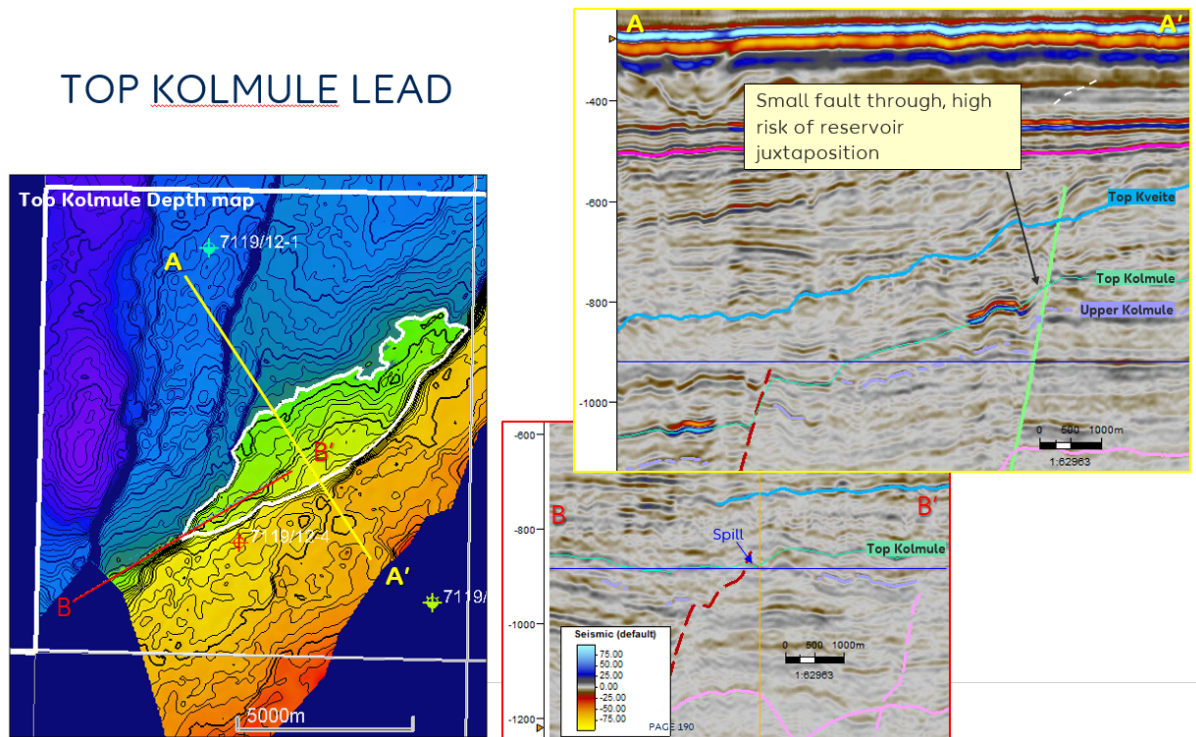 TOP KOLMULE LEAD
Top Kolmule Depth map
7119/12-1
A
B'
7119/12-4
B
A'
7119/
5000m
A
A'
-400
-600
-800
-1000
Small fault through, high
risk of reservoir
juxtaposition
Top Kveite
Top Kolmule
Upper Kolmule
0 500 1000m
1:62963
-600
-800
-1000
-1200
B
B'
Spill
Top Kolmule
0 500 1000m
1:62963
Seismic (default)
75.00
50.00
25.00
0.00
-25.00
-50.00
-75.00
PAGE 190